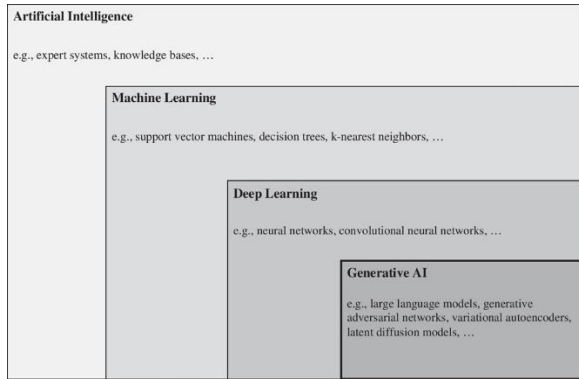 Artificial Intelligence
e.g., expert systems, knowledge bases, …
Machine Learning
e.g., support vector machines, decision trees, k-nearest neighbors, …
Deep Learning
e.g., neural networks, convolutional neural networks, …
Generative AI
e.g., large language models, generative
adversarial networks, variational autoencoders,
latent diffusion models, …